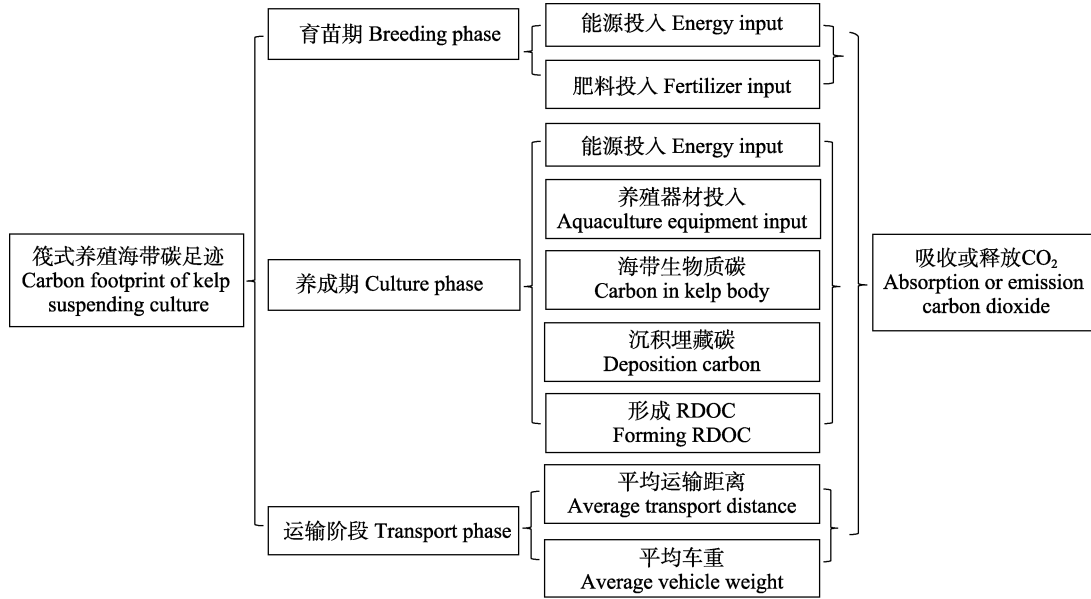 筏式养殖海带碳足迹
Carbon footprint of kelp
suspending culture
育苗期 Breeding phase
能源投入 Energy input
肥料投入 Fertilizer input
养成期 Culture phase
能源投入 Energy input
养殖器材投入
Aquaculture equipment input
海带生物质碳
Carbon in kelp body
沉积埋藏碳
Deposition carbon
形成 RDOC
Forming RDOC
运输阶段 Transport phase
平均运输距离
Average transport distance
平均车重
Average vehicle weight
吸收或释放CO₂
Absorption or emission
carbon dioxide